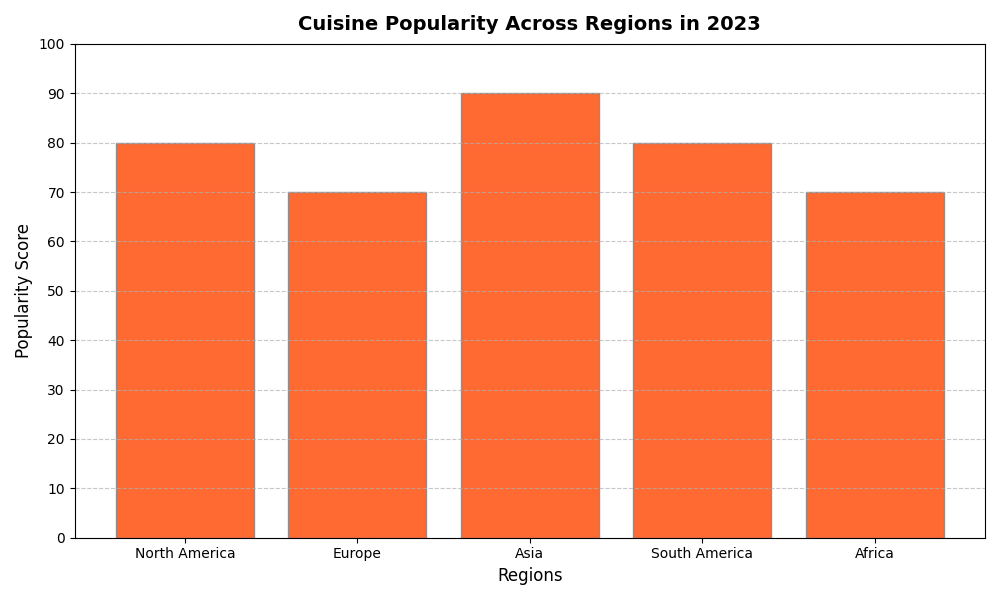 Cuisine Popularity Across Regions in 2023
Popularity Score
100
90
80
70
60
50
40
30
20
10
0
North America Europe Asia South America Africa
Regions